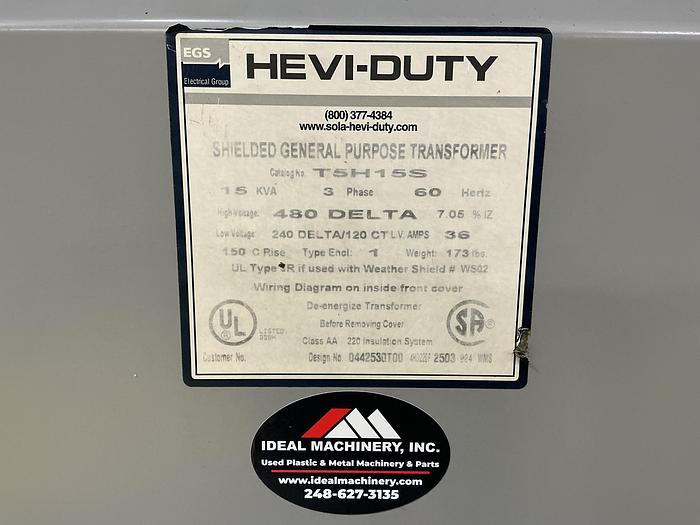 EGS
Electrical Group
HEVI-DUTY
(800) 377-4384
www.sola-hevi-duty.com
SHIELDED GENERAL PURPOSE TRANSFORMER
Catalog No. T5H15S
15 KVA 3 Phase 60 Hertz
High Voltage: 480 DELTA 7.05 % IZ
Low Voltage: 240 DELTA/120 CT L.V. AMPS 36
150 C Rise Type Encl: 1 Weight: 173 lbs.
UL Type 3R if used with Weather Shield # WS02
Wiring Diagram on inside front cover
De-energize Transformer
Before Removing Cover
Class AA 220 Insulation System
UL ®
LISTED
SA ®
Customer No. Design No. 0442530T00 2503 WMS
IDEAL MACHINERY, INC.
Used Plastic & Metal Machinery & Parts
www.idealmachinery.com
248-627-3135